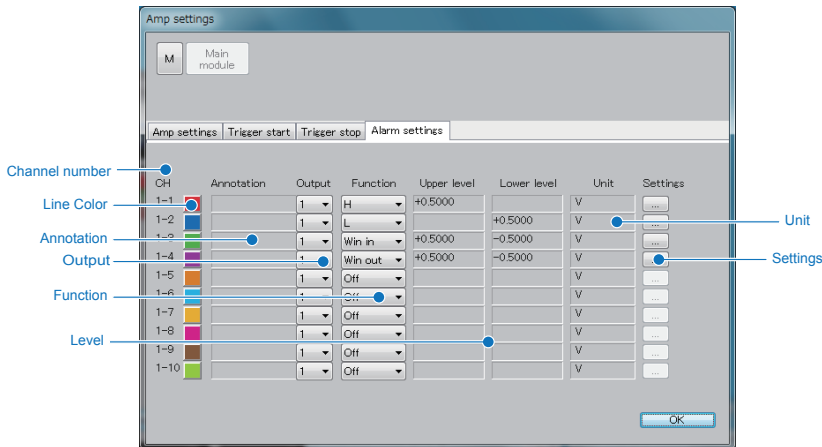 Amp settings
M
Main module
Amp settings Trigger start Trigger stop Alarm settings
Channel number
CH Annotation Output Function Upper level Lower level Unit Settings
Line Color
1-1 1 H +0.5000 V ...
1-2 1 L +0.5000 V ...
Unit
Annotation
1-3 1 Win in +0.5000 -0.5000 V ...
Output
1-4 1 Win out +0.5000 -0.5000 V
Settings
1-5 1 Off V ...
Function
1-6 1 Off V ...
1-7 1 Off V ...
Level
1-8 1 Off V ...
1-9 1 Off V ...
1-10 1 Off V ...
OK